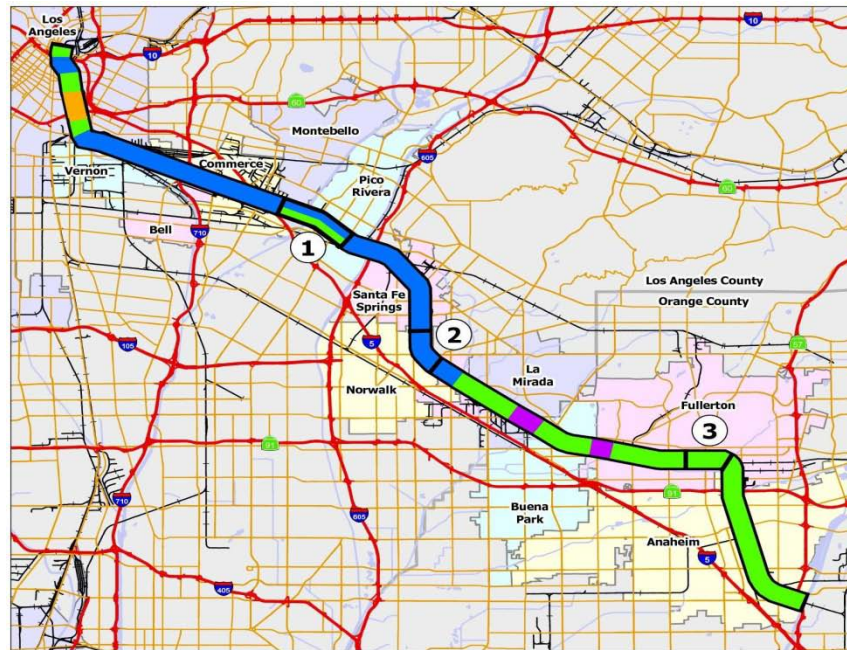 Los
Angeles
10
10
60
Montebello
605
60
Commerce
Pico
Rivera
Vernon
710
Bell
1
Los Angeles County
Orange County
Santa Fe
Springs
2
105
5
57
La
Mirada
Norwalk
Fullerton
3
91
91
710
605
Buena
Park
Anaheim
5
405